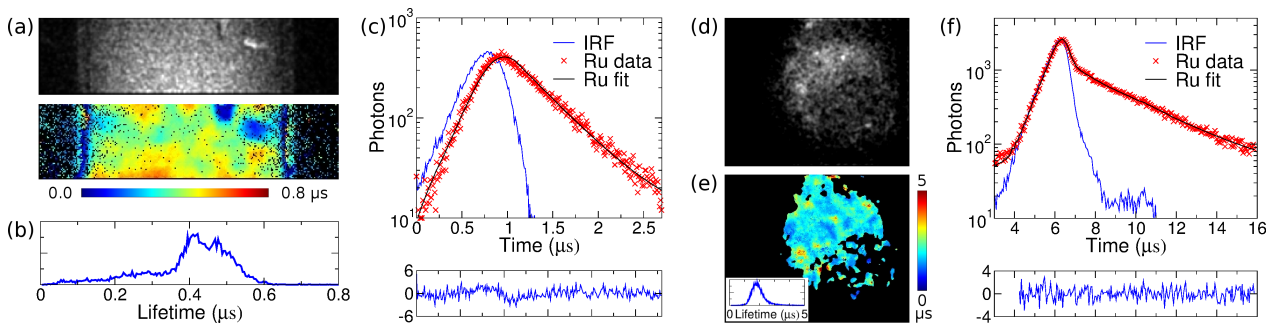 (a)
0.0 0.8 µs
(b)
0 0.2 0.4 0.6 0.8
Lifetime (µs)
(c)
10³
10²
10¹
Photons
IRF
Ru data
Ru fit
0 0.5 1 1.5 2 2.5
Time (µs)
6
0
-6
(d)
(e)
5
0
µs
0 Lifetime (µs) 5
(f)
10³
10²
10¹
Photons
IRF
Ru data
Ru fit
4 6 8 10 12 14 16
Time (µs)
4
0
-4